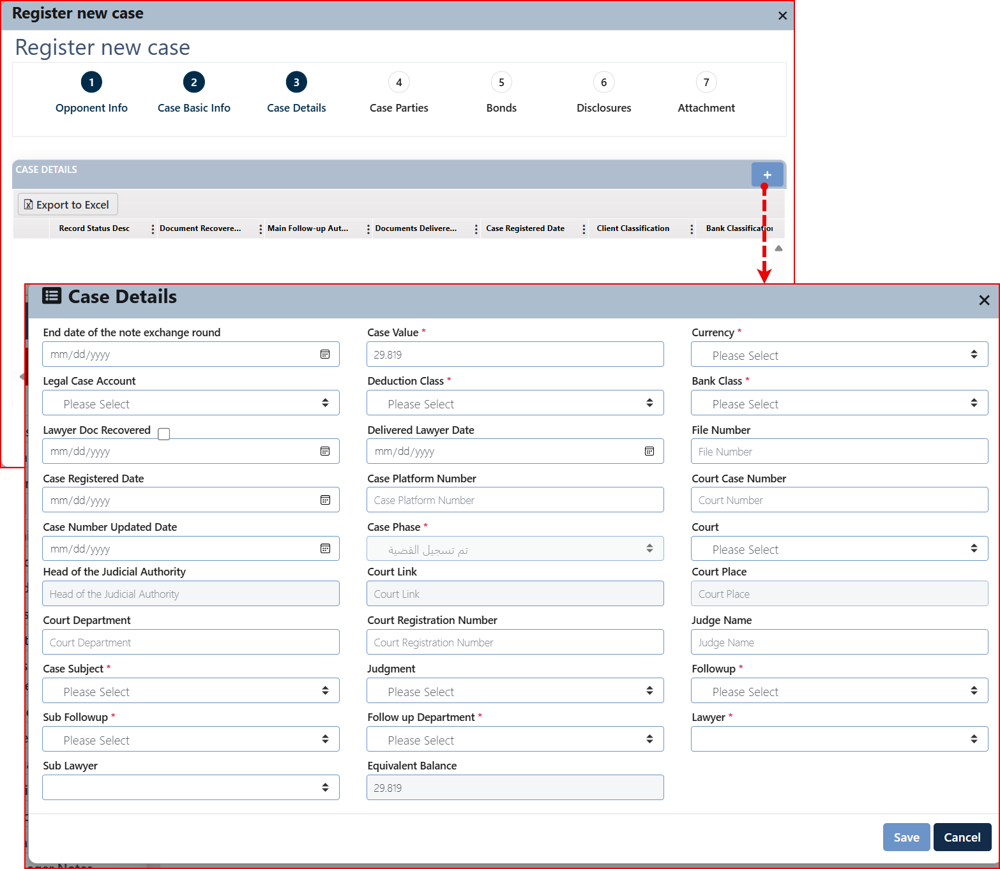 Register new case
Register new case
1 2 3 4 5 6 7
Opponent Info Case Basic Info Case Details Case Parties Bonds Disclosures Attachment
CASE DETAILS +
Export to Excel
Record Status Desc Document Recovere... Main Follow-up Aut... Documents Delivere... Case Registered Date Client Classification Bank Classification
Case Details
End date of the note exchange round Case Value * Currency *
mm/dd/yyyy 29.819 Please Select
Legal Case Account Deduction Class * Bank Class *
Please Select Please Select Please Select
Lawyer Doc Recovered Delivered Lawyer Date File Number
mm/dd/yyyy mm/dd/yyyy File Number
Case Registered Date Case Platform Number Court Case Number
mm/dd/yyyy Case Platform Number Court Number
Case Number Updated Date Case Phase * Court
mm/dd/yyyy تم تسجيل القضية Please Select
Head of the Judicial Authority Court Link Court Place
Head of the Judicial Authority Court Link Court Place
Court Department Court Registration Number Judge Name
Court Department Court Registration Number Judge Name
Case Subject * Judgment Followup *
Please Select Please Select Please Select
Sub Followup * Follow up Department * Lawyer *
Please Select Please Select
Sub Lawyer Equivalent Balance
29.819
Save Cancel